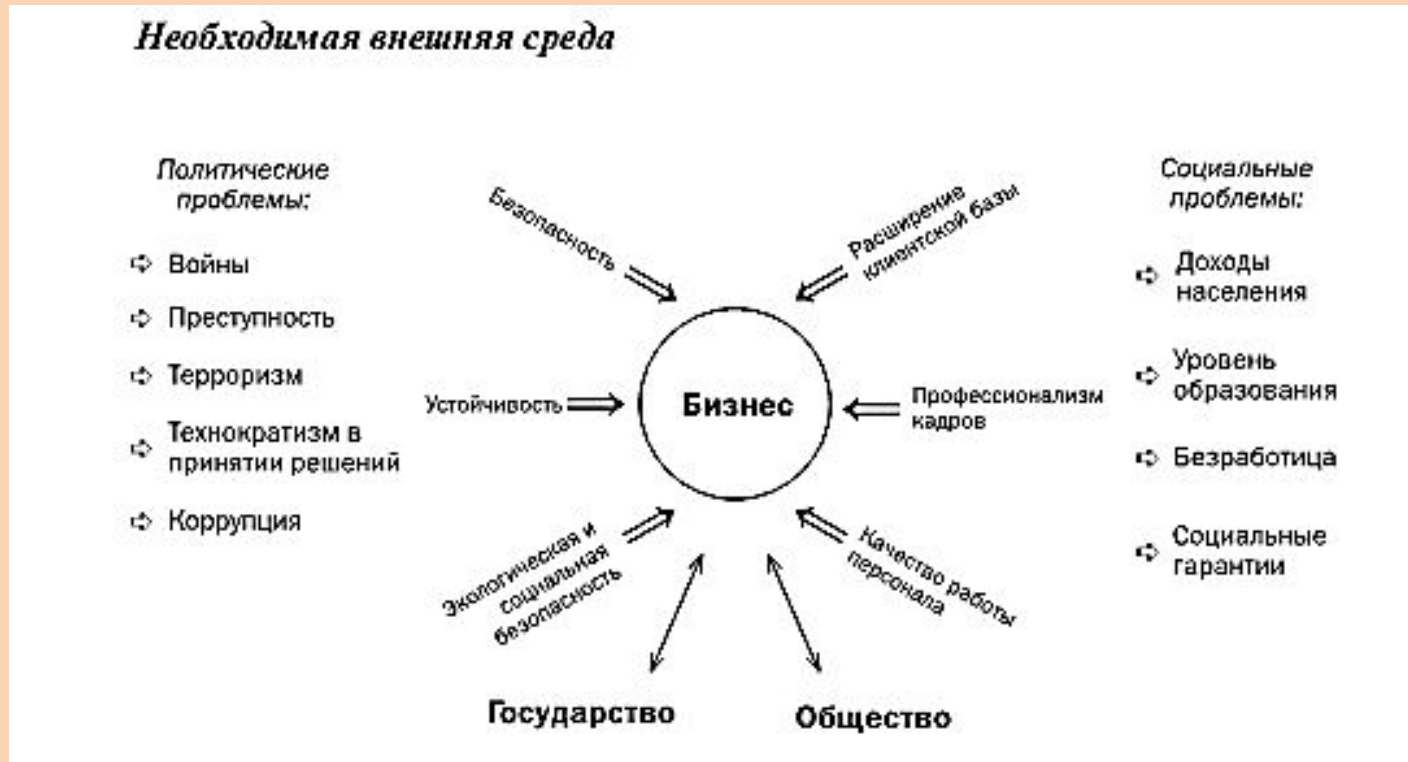 Необходимая внешняя среда
Политические
проблемы:
Войны
Преступность
Терроризм
Технократизм в
принятии решений
Коррупция
Безопасность
Устойчивость
Экологическая и
социальная
безопасность
Бизнес
Расширение
клиентской базы
Профессионализм
кадров
Качество работы
персонала
Государство
Общество
Социальные
проблемы:
Доходы
населения
Уровень
образования
Безработица
Социальные
гарантии